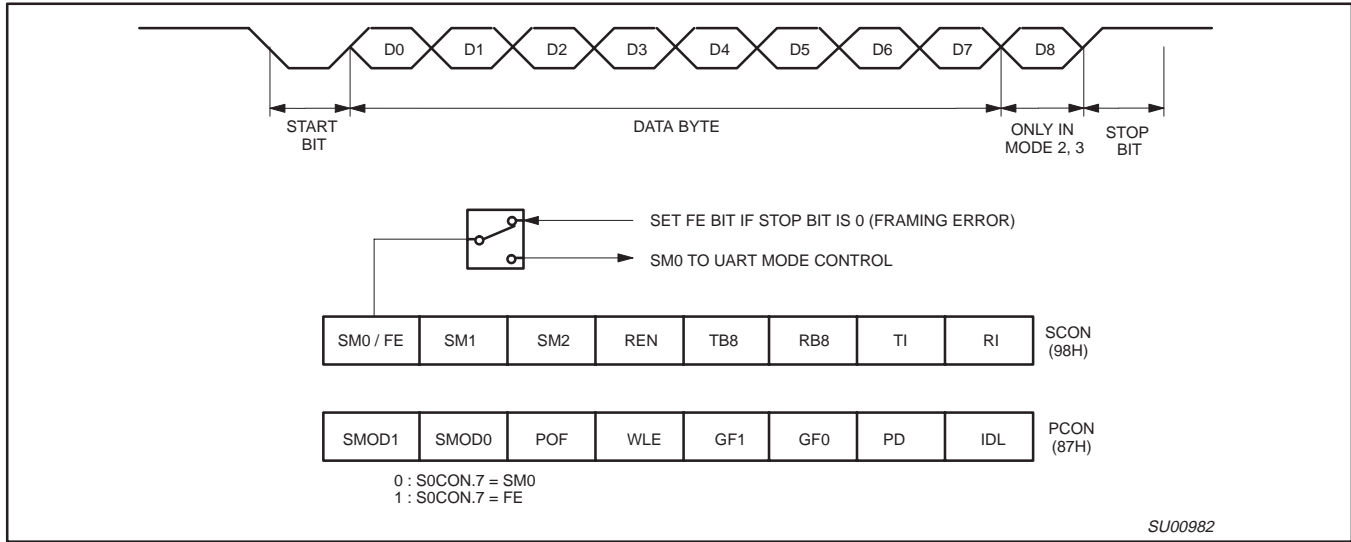 D0 D1 D2 D3 D4 D5 D6 D7 D8
START
BIT
DATA BYTE
ONLY IN
MODE 2, 3
STOP
BIT
SET FE BIT IF STOP BIT IS 0 (FRAMING ERROR)
SM0 TO UART MODE CONTROL
SM0 / FE SM1 SM2 REN TB8 RB8 TI RI
SCON
(98H)
SMOD1 SMOD0 POF WLE GF1 GF0 PD IDL
PCON
(87H)
0 : S0CON.7 = SM0
1 : S0CON.7 = FE
SU00982